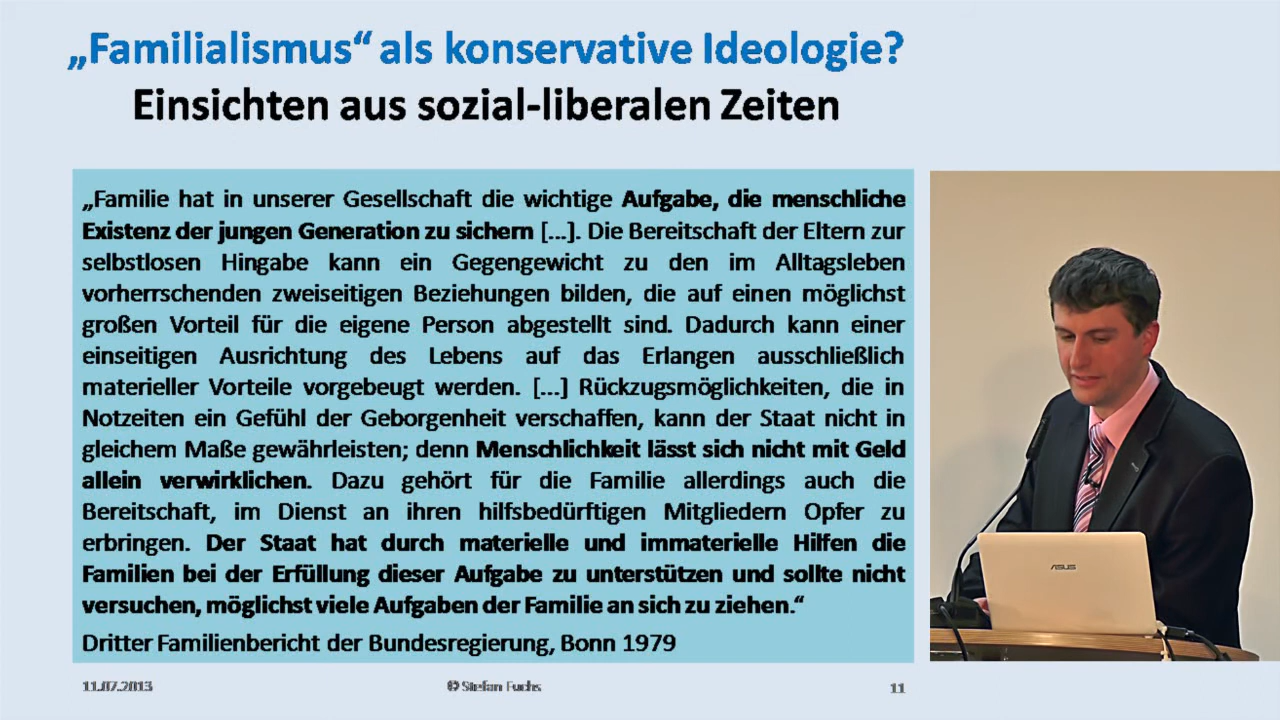 „Familialismus“ als konservative Ideologie?
Einsichten aus sozial-liberalen Zeiten
„Familie hat in unserer Gesellschaft die wichtige Aufgabe, die menschliche
Existenz der jungen Generation zu sichern [...]. Die Bereitschaft der Eltern zur
selbstlosen Hingabe kann ein Gegengewicht zu den im Alltagsleben
vorherrschenden zweiseitigen Beziehungen bilden, die auf einen möglichst
großen Vorteil für die eigene Person abgestellt sind. Dadurch kann einer
einseitigen Ausrichtung des Lebens auf das Erlangen ausschließlich
materieller Vorteile vorgebeugt werden. [...] Rückzugsmöglichkeiten, die in
Notzeiten ein Gefühl der Geborgenheit verschaffen, kann der Staat nicht in
gleichem Maße gewährleisten; denn Menschlichkeit lässt sich nicht mit Geld
allein verwirklichen. Dazu gehört für die Familie allerdings auch die
Bereitschaft, im Dienst an ihren hilfsbedürftigen Mitgliedern Opfer zu
erbringen. Der Staat hat durch materielle und immaterielle Hilfen die
Familien bei der Erfüllung dieser Aufgabe zu unterstützen und sollte nicht
versuchen, möglichst viele Aufgaben der Familie an sich zu ziehen.“
Dritter Familienbericht der Bundesregierung, Bonn 1979
ASUS
11.07.2013
© Stefan Fuchs
11